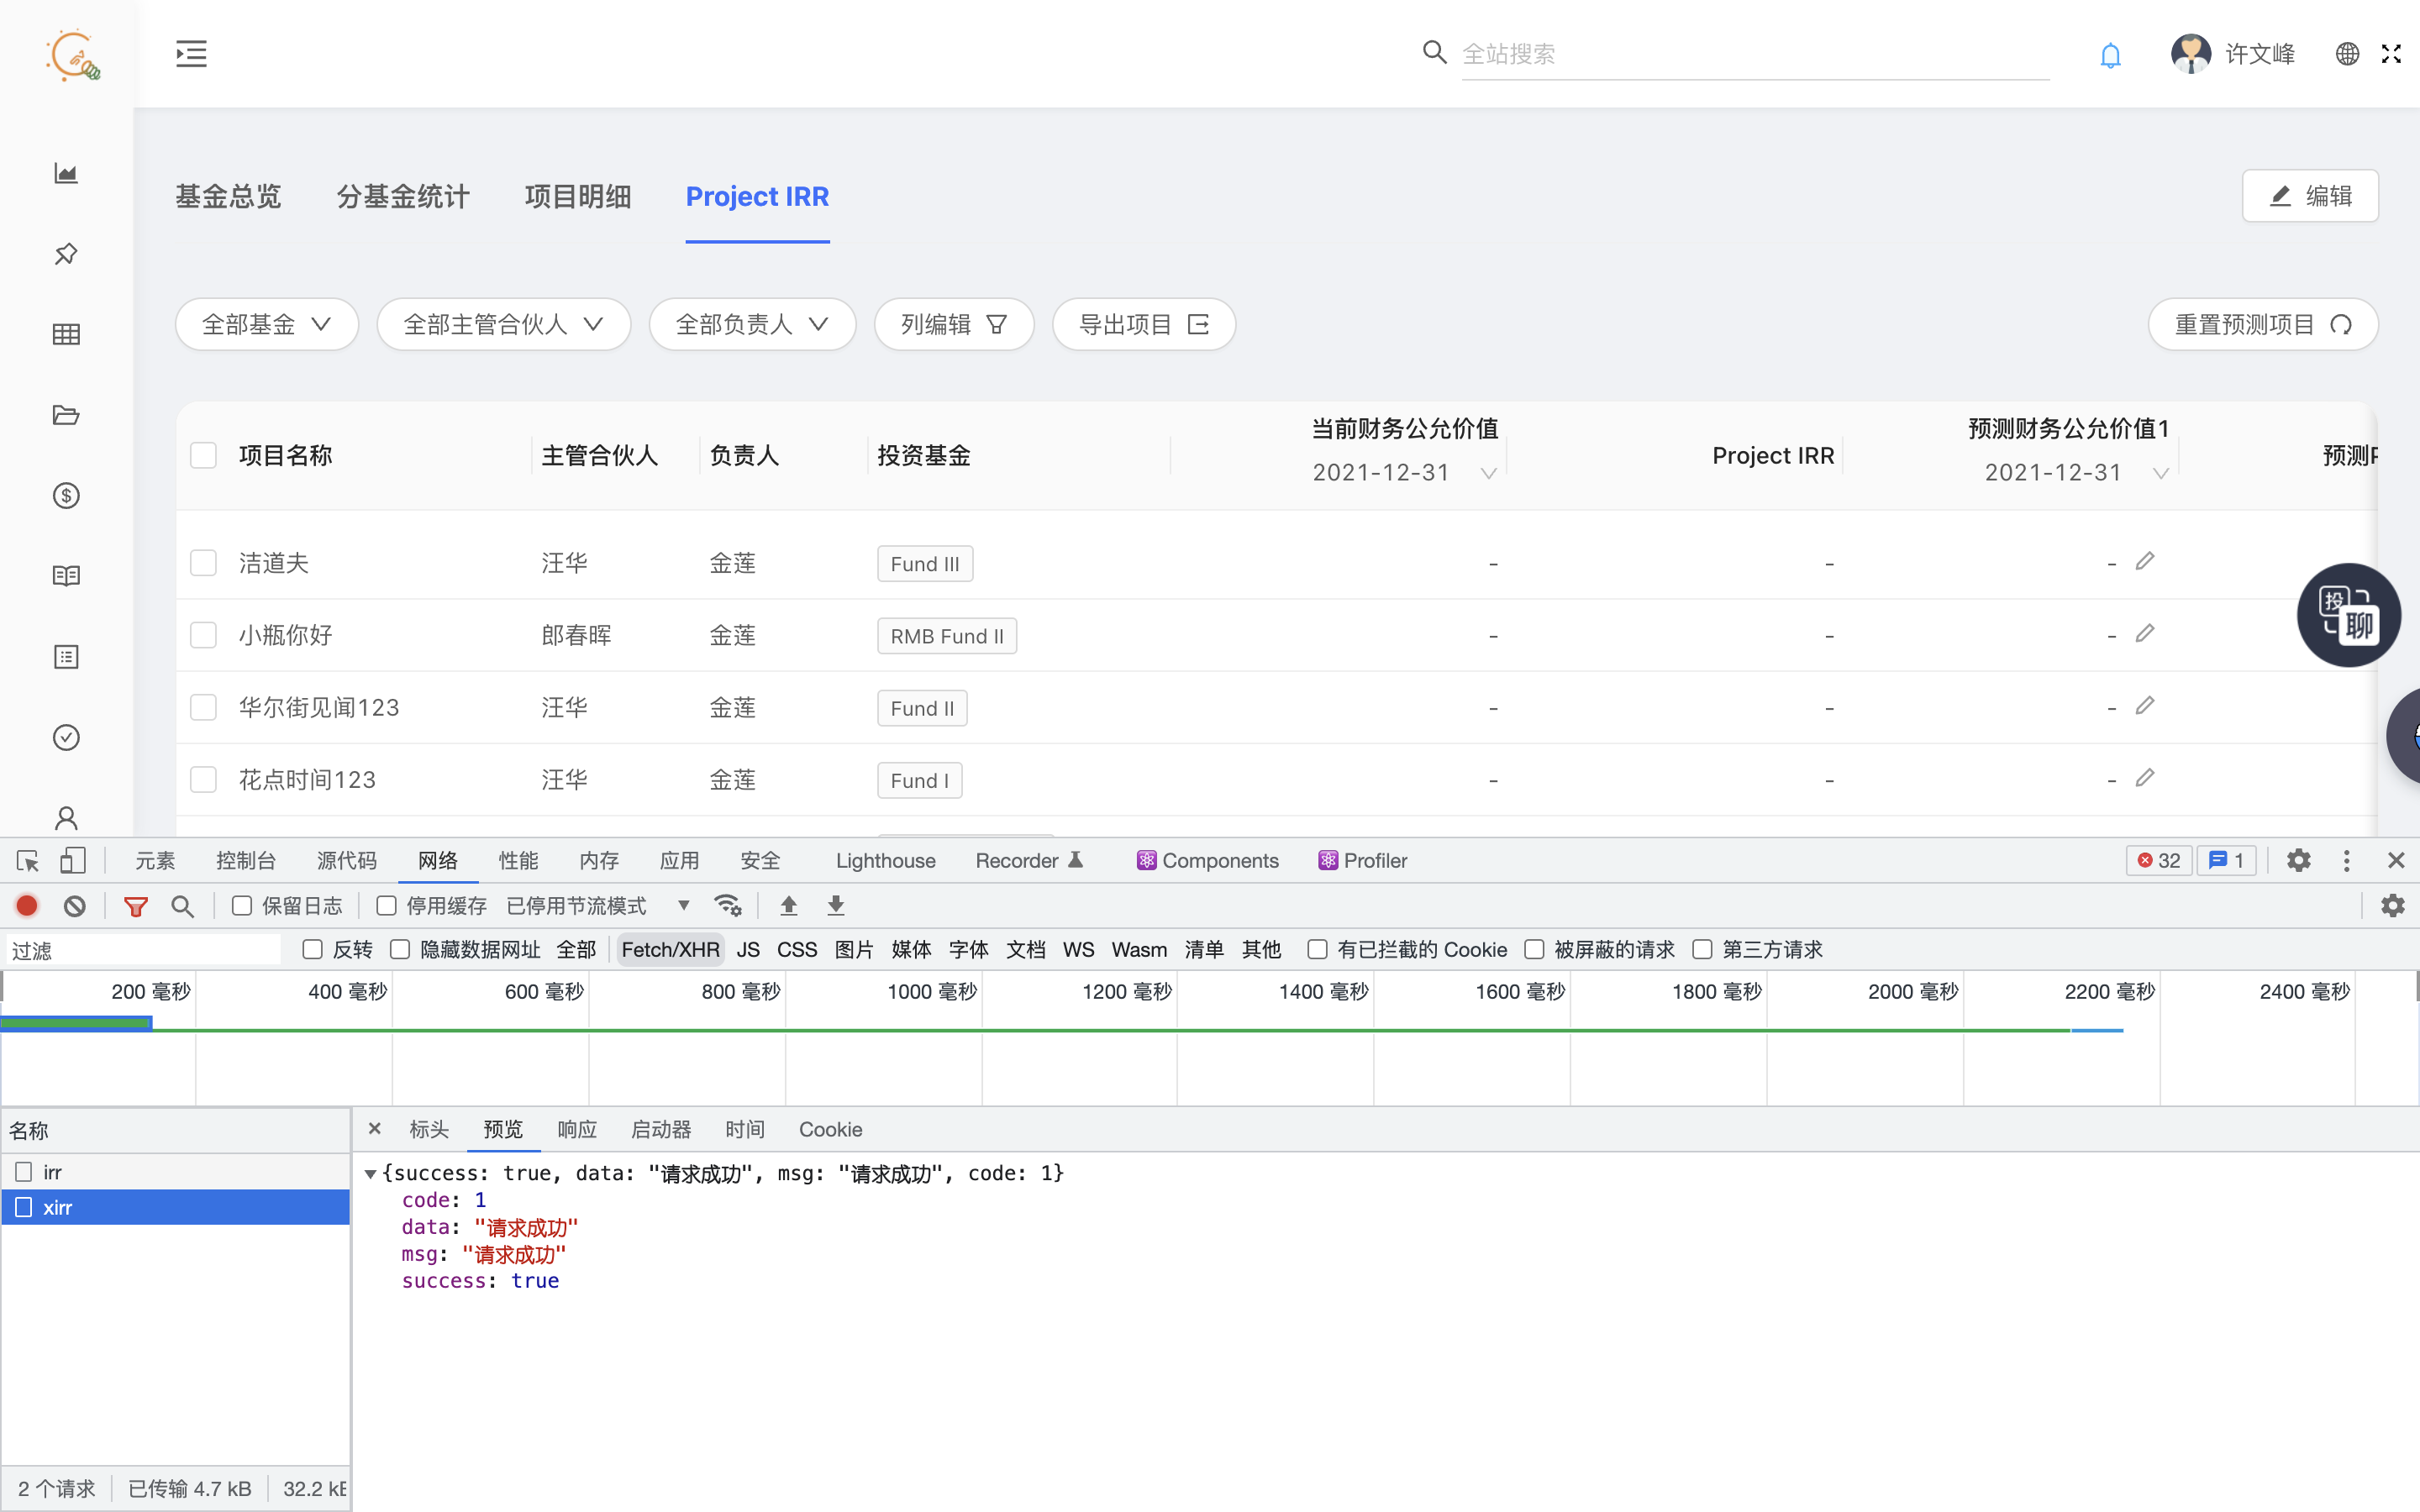 全站搜索
许文峰
基金总览 分基金统计 项目明细 Project IRR 编辑
全部基金 全部主管合伙人 全部负责人 列编辑 导出项目 重置预测项目
项目名称 主管合伙人 负责人 投资基金 当前财务公允价值 2021-12-31 Project IRR 预测财务公允价值1 2021-12-31 预测
洁道夫 汪华 金莲 Fund III - - -
小瓶你好 郎春晖 金莲 RMB Fund II - - -
华尔街见闻123 汪华 金莲 Fund II - - -
花点时间123 汪华 金莲 Fund I - - -
投 聊
元素 控制台 源代码 网络 性能 内存 应用 安全 Lighthouse Recorder Components Profiler 32 1
保留日志 停用缓存 已停用节流模式
过滤 反转 隐藏数据网址 全部 Fetch/XHR JS CSS 图片 媒体 字体 文档 WS Wasm 清单 其他 有已拦截的 Cookie 被屏蔽的请求 第三方请求
200 毫秒 400 毫秒 600 毫秒 800 毫秒 1000 毫秒 1200 毫秒 1400 毫秒 1600 毫秒 1800 毫秒 2000 毫秒 2200 毫秒 2400 毫秒
名称
irr
xirr
× 标头 预览 响应 启动器 时间 Cookie
{success: true, data: "请求成功", msg: "请求成功", code: 1}
code: 1
data: "请求成功"
msg: "请求成功"
success: true
2 个请求 已传输 4.7 kB 32.2 kB